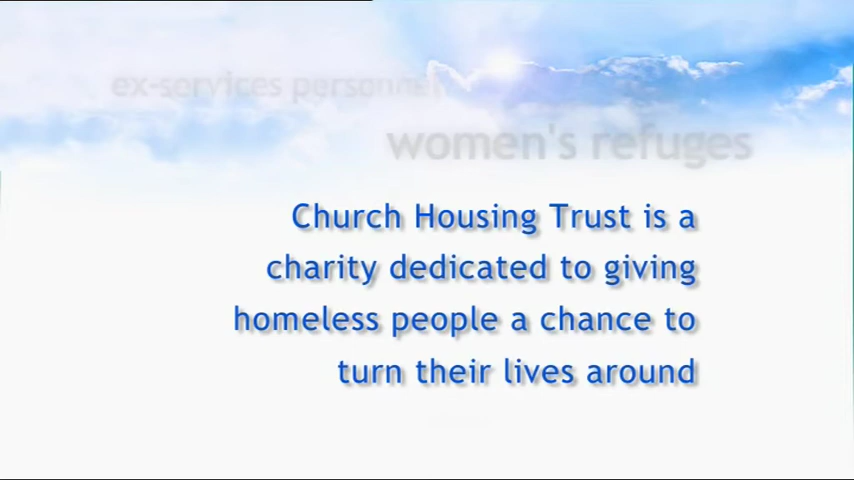 ex-services personnel
women's refuges
Church Housing Trust is a
charity dedicated to giving
homeless people a chance to
turn their lives around